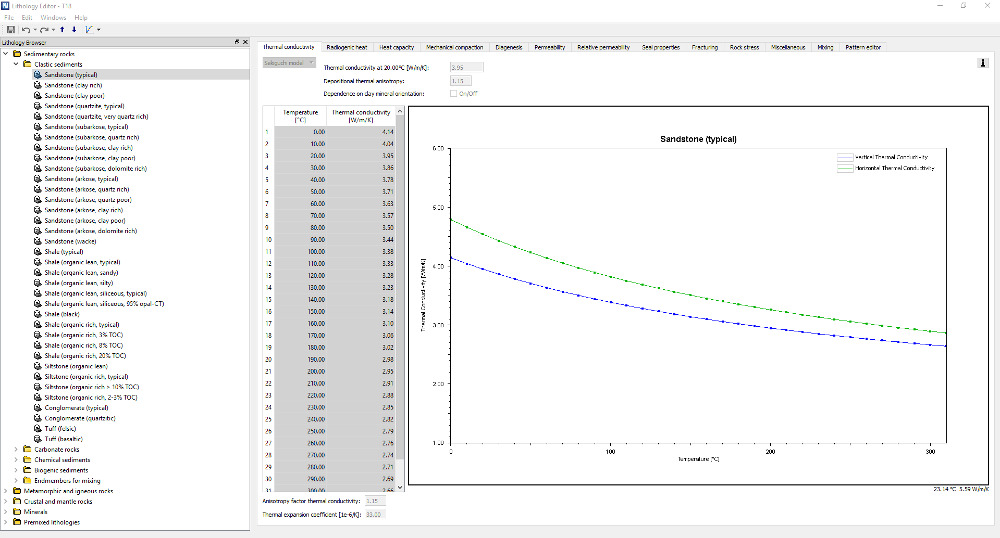 PM Lithology Editor - T18
File Edit Windows Help
Lithology Browser
Sedimentary rocks
Clastic sediments
Sandstone (typical)
Sandstone (clay rich)
Sandstone (clay poor)
Sandstone (quartzite, typical)
Sandstone (quartzite, very quartz rich)
Sandstone (subarkose, typical)
Sandstone (subarkose, quartz rich)
Sandstone (subarkose, clay rich)
Sandstone (subarkose, clay poor)
Sandstone (subarkose, dolomite rich)
Sandstone (arkose, typical)
Sandstone (arkose, quartz rich)
Sandstone (arkose, quartz poor)
Sandstone (arkose, clay rich)
Sandstone (arkose, clay poor)
Sandstone (arkose, dolomite rich)
Sandstone (wacke)
Shale (typical)
Shale (organic lean, typical)
Shale (organic lean, sandy)
Shale (organic lean, silty)
Shale (organic lean, siliceous, typical)
Shale (organic lean, siliceous, 95% opal-CT)
Shale (black)
Shale (organic rich, typical)
Shale (organic rich, 3% TOC)
Shale (organic rich, 8% TOC)
Shale (organic rich, 20% TOC)
Siltstone (organic lean)
Siltstone (organic rich, typical)
Siltstone (organic rich > 10% TOC)
Siltstone (organic rich, 2-3% TOC)
Conglomerate (typical)
Conglomerate (quartzitic)
Tuff (felsic)
Tuff (basaltic)
Carbonate rocks
Chemical sediments
Biogenic sediments
Endmembers for mixing
Metamorphic and igneous rocks
Crustal and mantle rocks
Minerals
Premixed lithologies
Thermal conductivity Radiogenic heat Heat capacity Mechanical compaction Diagenesis Permeability Relative permeability Seal properties Fracturing Rock stress Miscellaneous Mixing Pattern editor
Sekiguchi model
Thermal conductivity at 20.00°C [W/m/K]: 3.95
Depositional thermal anisotropy: 1.15
Dependence on clay mineral orientation: On/Off
i
Temperature Thermal conductivity
[°C] [W/m/K]
1 0.00 4.14
2 10.00 4.04
3 20.00 3.95
4 30.00 3.86
5 40.00 3.78
6 50.00 3.71
7 60.00 3.63
8 70.00 3.57
9 80.00 3.50
10 90.00 3.44
11 100.00 3.38
12 110.00 3.33
13 120.00 3.28
14 130.00 3.23
15 140.00 3.18
16 150.00 3.14
17 160.00 3.10
18 170.00 3.06
19 180.00 3.02
20 190.00 2.98
21 200.00 2.95
22 210.00 2.91
23 220.00 2.88
24 230.00 2.85
25 240.00 2.82
26 250.00 2.79
27 260.00 2.76
28 270.00 2.74
29 280.00 2.71
30 290.00 2.69
31 300.00 2.66
Anisotropy factor thermal conductivity: 1.15
Thermal expansion coefficient [1e-6/K]: 33.00
Sandstone (typical)
Vertical Thermal Conductivity
Horizontal Thermal Conductivity
6.00
5.00
4.00
3.00
2.00
1.00
Thermal Conductivity [W/m/K]
0 100 200 300
Temperature [°C]
23.14 °C 5.59 W/m/K